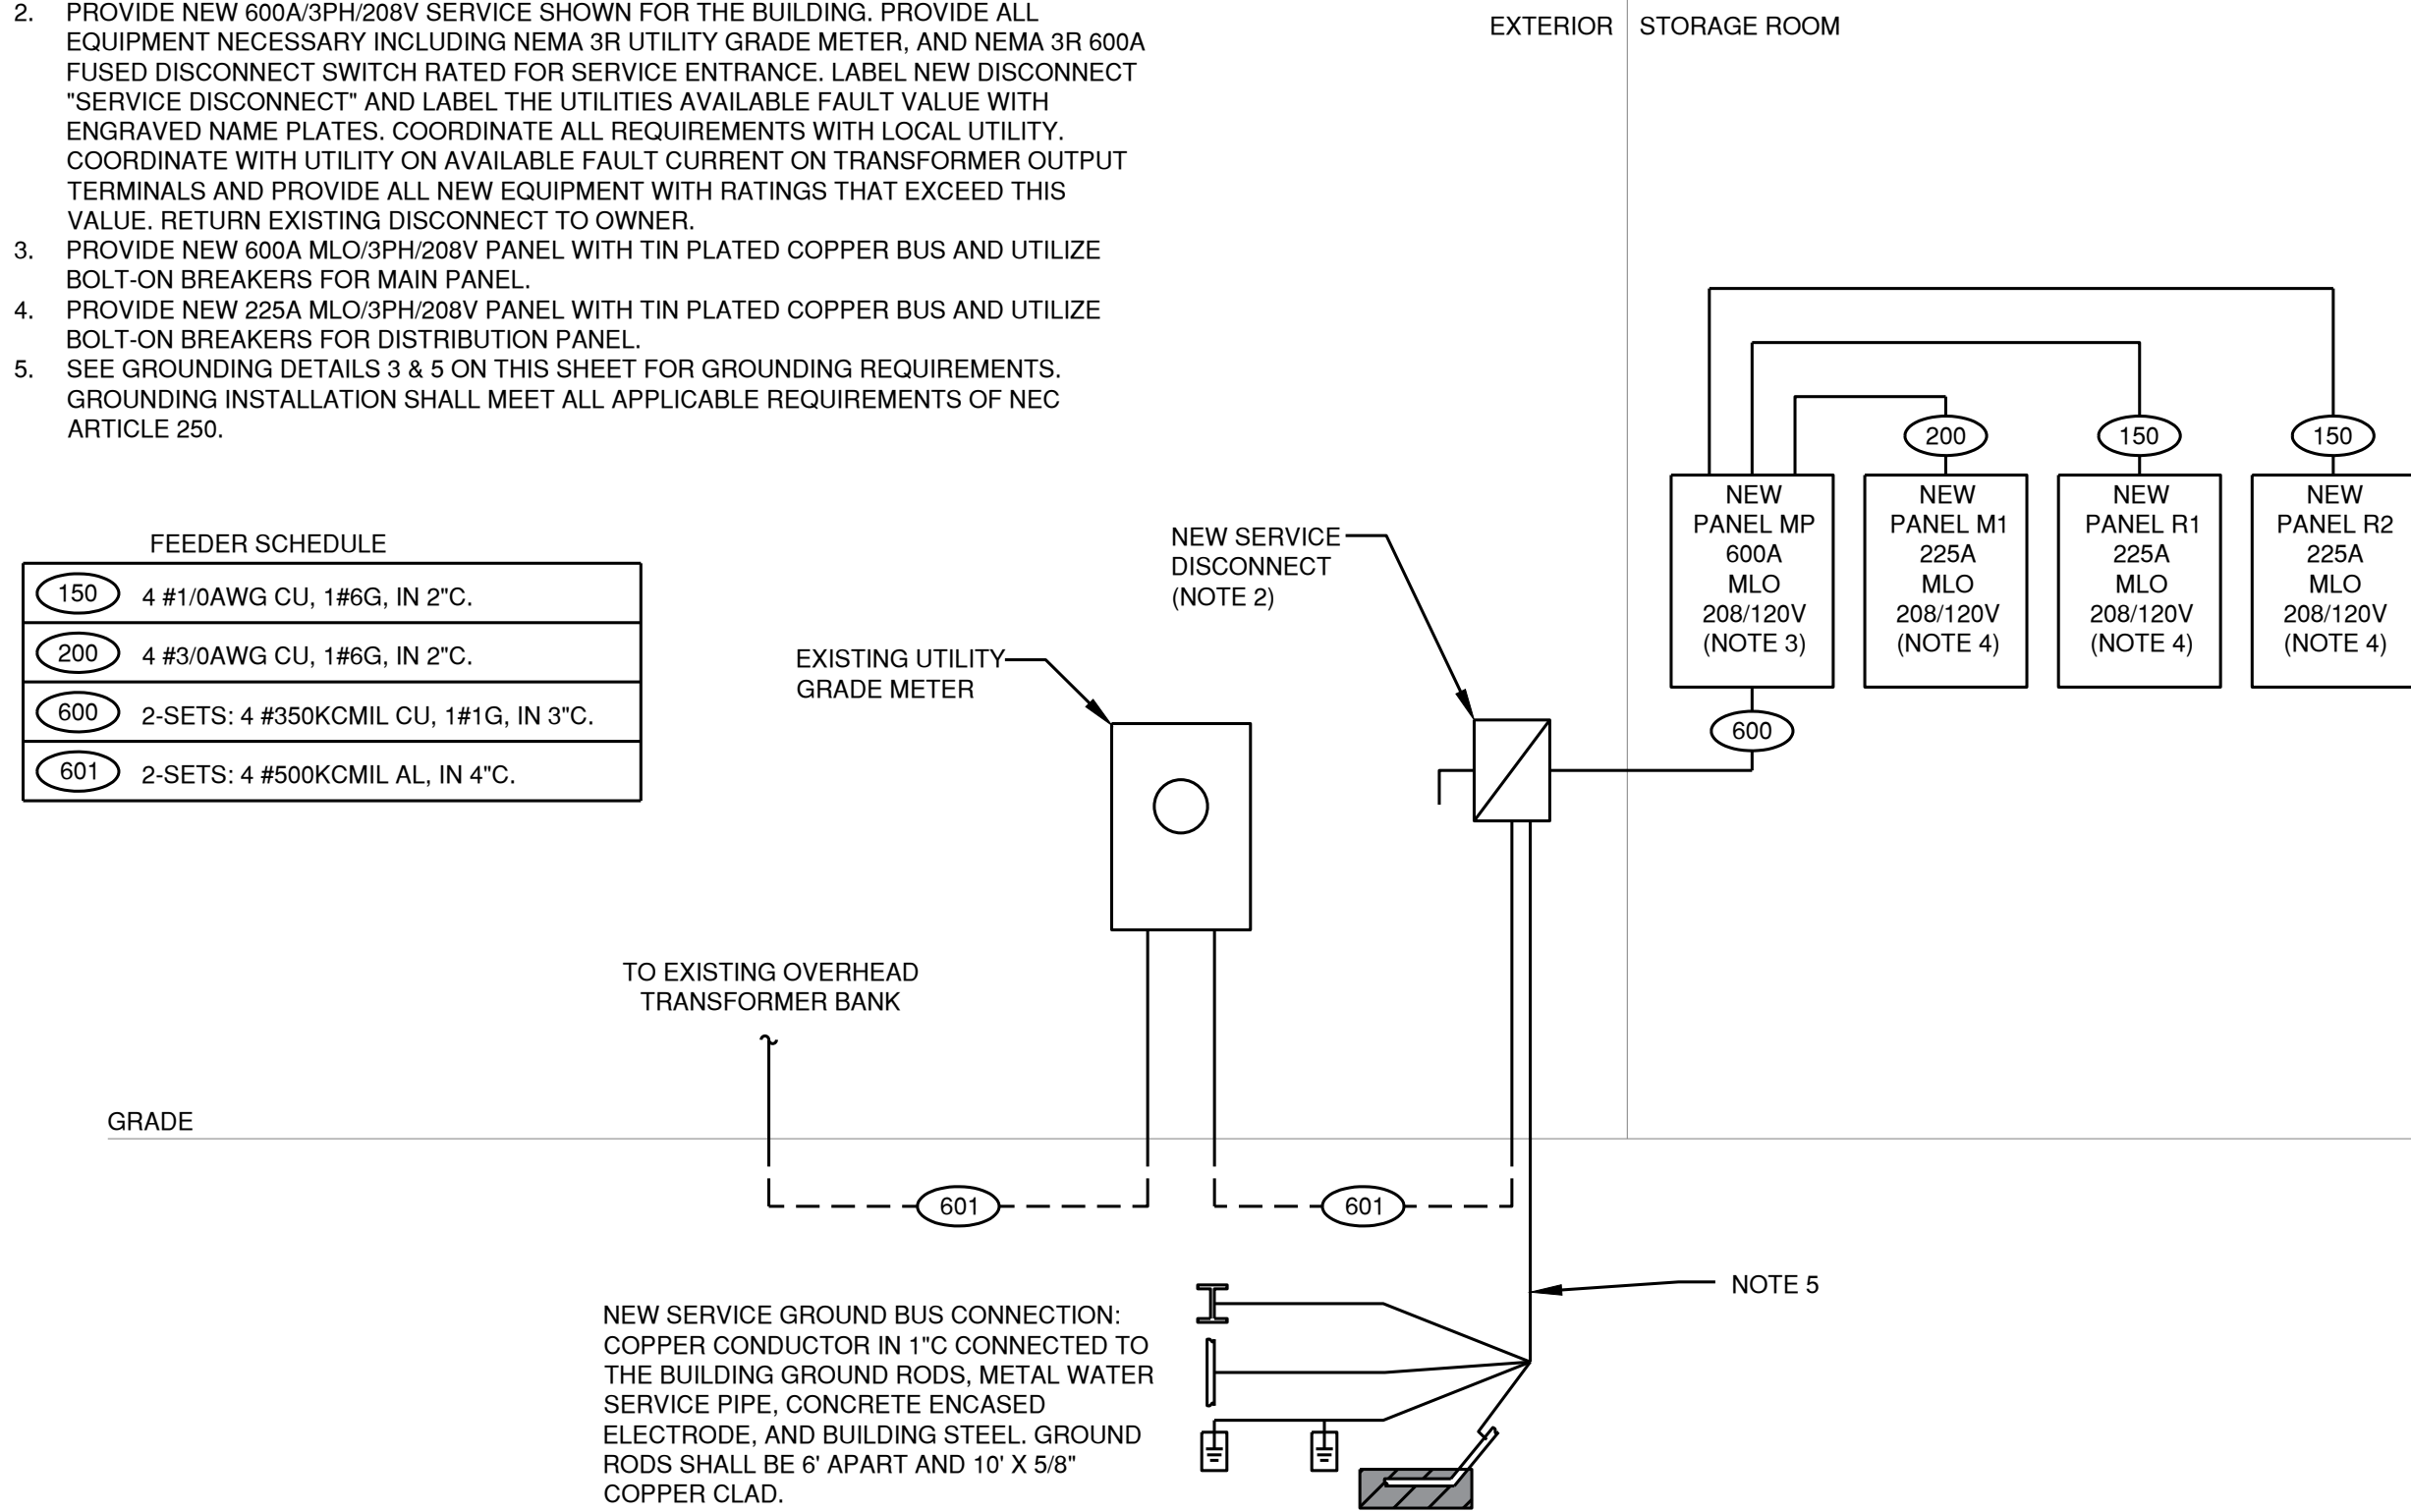 2. PROVIDE NEW 600A/3PH/208V SERVICE SHOWN FOR THE BUILDING. PROVIDE ALL
EQUIPMENT NECESSARY INCLUDING NEMA 3R UTILITY GRADE METER, AND NEMA 3R 600A
FUSED DISCONNECT SWITCH RATED FOR SERVICE ENTRANCE. LABEL NEW DISCONNECT
"SERVICE DISCONNECT" AND LABEL THE UTILITIES AVAILABLE FAULT VALUE WITH
ENGRAVED NAME PLATES. COORDINATE ALL REQUIREMENTS WITH LOCAL UTILITY.
COORDINATE WITH UTILITY ON AVAILABLE FAULT CURRENT ON TRANSFORMER OUTPUT
TERMINALS AND PROVIDE ALL NEW EQUIPMENT WITH RATINGS THAT EXCEED THIS
VALUE. RETURN EXISTING DISCONNECT TO OWNER.
3. PROVIDE NEW 600A MLO/3PH/208V PANEL WITH TIN PLATED COPPER BUS AND UTILIZE
BOLT-ON BREAKERS FOR MAIN PANEL.
4. PROVIDE NEW 225A MLO/3PH/208V PANEL WITH TIN PLATED COPPER BUS AND UTILIZE
BOLT-ON BREAKERS FOR DISTRIBUTION PANEL.
5. SEE GROUNDING DETAILS 3 & 5 ON THIS SHEET FOR GROUNDING REQUIREMENTS.
GROUNDING INSTALLATION SHALL MEET ALL APPLICABLE REQUIREMENTS OF NEC
ARTICLE 250.
EXTERIOR
STORAGE ROOM
200
150
150
NEW
PANEL MP
600A
MLO
208/120V
(NOTE 3)
NEW
PANEL M1
225A
MLO
208/120V
(NOTE 4)
NEW
PANEL R1
225A
MLO
208/120V
(NOTE 4)
NEW
PANEL R2
225A
MLO
208/120V
(NOTE 4)
600
FEEDER SCHEDULE
150 4 #1/0AWG CU, 1#6G, IN 2"C.
200 4 #3/0AWG CU, 1#6G, IN 2"C.
600 2-SETS: 4 #350KCMIL CU, 1#1G, IN 3"C.
601 2-SETS: 4 #500KCMIL AL, IN 4"C.
NEW SERVICE
DISCONNECT
(NOTE 2)
EXISTING UTILITY
GRADE METER
TO EXISTING OVERHEAD
TRANSFORMER BANK
GRADE
601
601
NOTE 5
NEW SERVICE GROUND BUS CONNECTION:
COPPER CONDUCTOR IN 1"C CONNECTED TO
THE BUILDING GROUND RODS, METAL WATER
SERVICE PIPE, CONCRETE ENCASED
ELECTRODE, AND BUILDING STEEL. GROUND
RODS SHALL BE 6' APART AND 10' X 5/8"
COPPER CLAD.